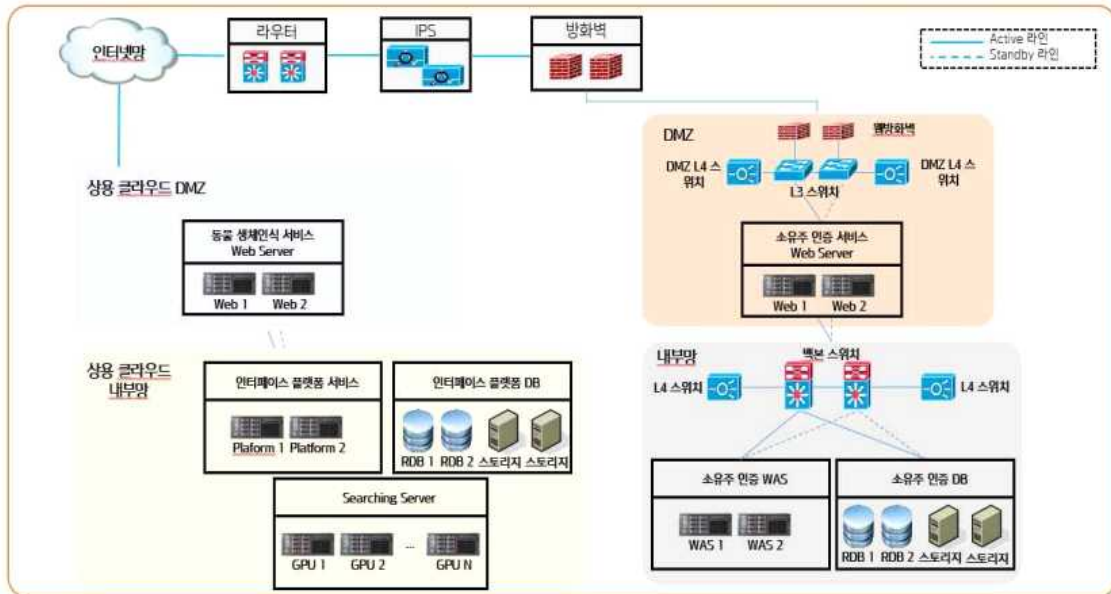 인터넷망
라우터
IPS
방화벽
Active 라인
Standby 라인
DMZ
웹방화벽
DMZ L4 스
위치
DMZ L4 스
위치
L3 스위치
상용 클라우드 DMZ
동물 생체인식 서비스
Web Server
Web 1
Web 2
소유주 인증 서비스
Web Server
Web 1
Web 2
상용 클라우드
내부망
인터페이스 플랫폼 서비스
Plaform 1
Platform 2
인터페이스 플랫폼 DB
RDB 1
RDB 2
스토리지
스토리지
Searching Server
GPU 1
GPU 2
...
GPU N
내부망
백본 스위치
L4 스위치
L4 스위치
소유주 인증 WAS
WAS 1
WAS 2
소유주 인증 DB
RDB 1
RDB 2
스토리지
스토리지